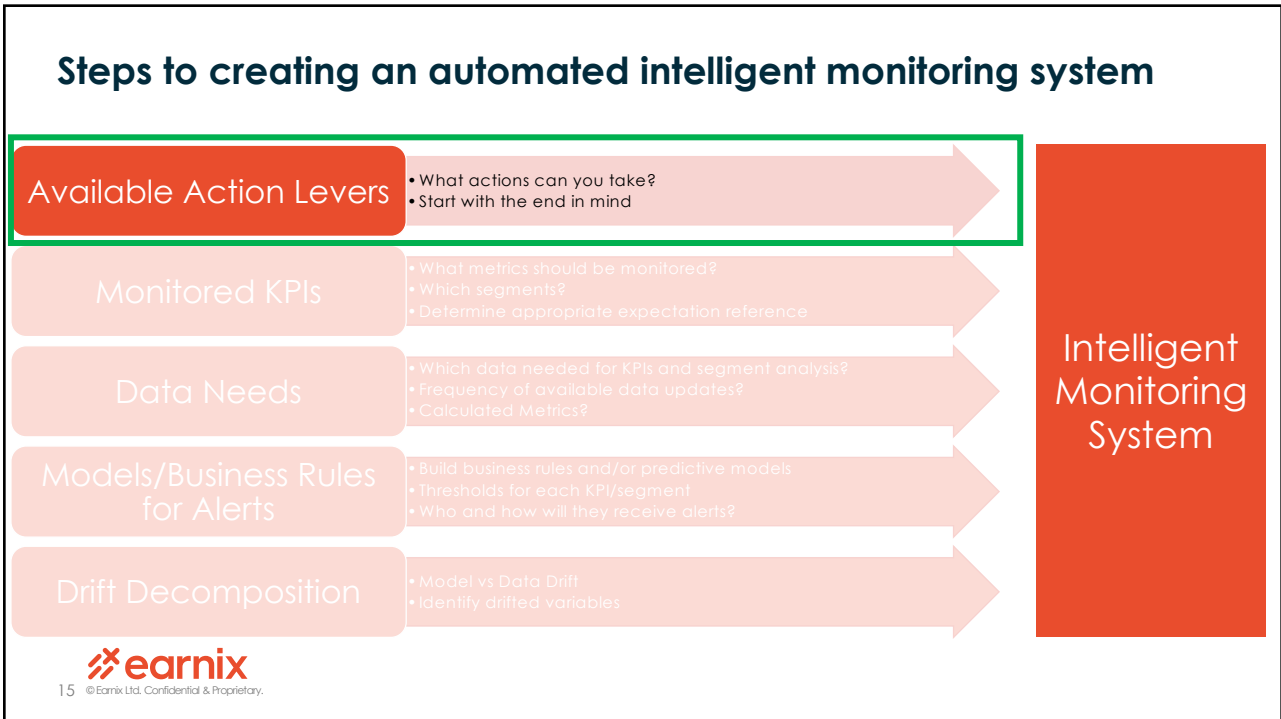 Steps to creating an automated intelligent monitoring system
Available Action Levers
• What actions can you take?
• Start with the end in mind
Monitored KPIs
• What metrics should be monitored?
• Which segments?
• Determine appropriate expectation reference
Data Needs
• Which data needed for KPIs and segment analysis?
• Frequency of available data updates?
• Calculated Metrics?
Models/Business Rules
for Alerts
• Build business rules and/or predictive models
• Thresholds for each KPI/segment
• Who and how will they receive alerts?
Drift Decomposition
• Model vs Data Drift
• Identify drifted variables
Intelligent
Monitoring
System
earnix
15 © Earnix Ltd. Confidential & Proprietary.